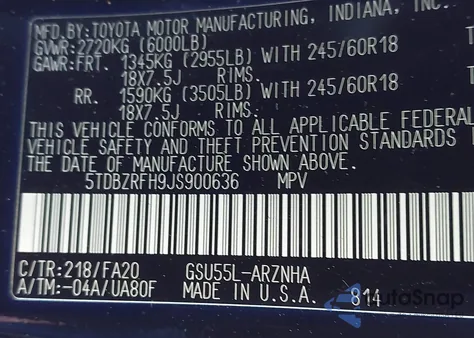 MFD.BY:TOYOTA MOTOR MANUFACTURING, INDIANA, INC.
GVWR:2720KG (6000LB)
GAWR:FRT. 1345KG (2955LB) WITH 245/60R18
18X7.5J RIMS.
RR. 1590KG (3505LB) WITH 245/60R18
18X7.5J RIMS.
THIS VEHICLE CONFORMS TO ALL APPLICABLE FEDERAL
VEHICLE SAFETY AND THEFT PREVENTION STANDARDS
THE DATE OF MANUFACTURE SHOWN ABOVE.
5TDBZRFH9JS900636 MPV
C/TR:218/FA20 GSU55L-ARZNHA
A/TM:-04A/UA80F MADE IN U.S.A. 814
AutoSnap